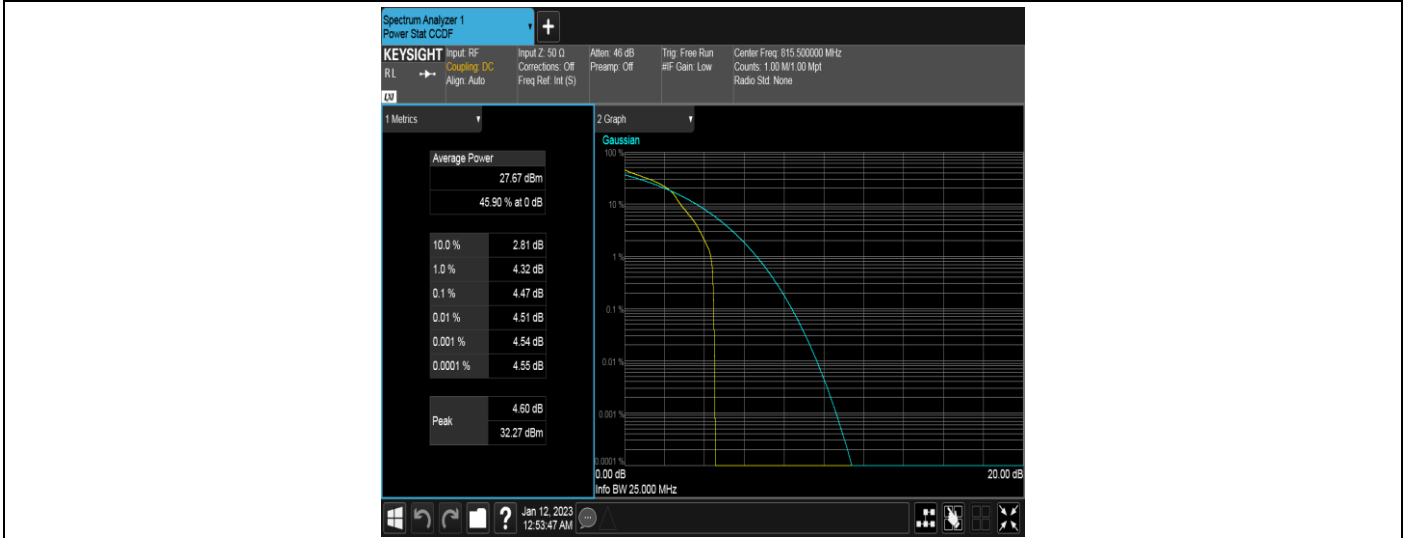 Spectrum Analyzer 1
Power Stat CCDF
+
KEYSIGHT
RL
LXI
Input: RF
Coupling: DC
Align: Auto
Input Z: 50 Ω
Corrections: Off
Freq Ref: Int (S)
Atten: 46 dB
Preamp: Off
Trig: Free Run
#IF Gain: Low
Center Freq: 815.500000 MHz
Counts: 1.00 M/1.00 Mpt
Radio Std: None
1 Metrics
Average Power
27.67 dBm
45.90 % at 0 dB
10.0 % 2.81 dB
1.0 % 4.32 dB
0.1 % 4.47 dB
0.01 % 4.51 dB
0.001 % 4.54 dB
0.0001 % 4.55 dB
Peak
4.60 dB
32.27 dBm
2 Graph
Gaussian
100 %
10 %
1 %
0.1 %
0.01 %
0.001 %
0.0001 %
0.00 dB 20.00 dB
Info BW 25.000 MHz
?
Jan 12, 2023
12:53:47 AM